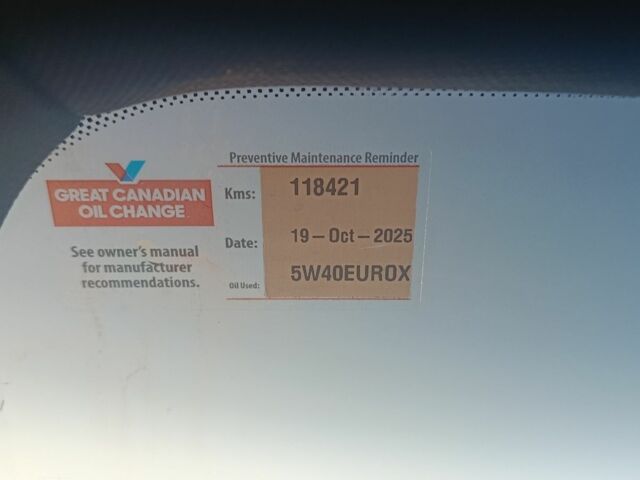 Preventive Maintenance Reminder
GREAT CANADIAN
OIL CHANGE
Kms: 118421
See owner's manual
for manufacturer
recommendations.
Date: 19-Oct-2025
Oil Used: 5W40EUROX